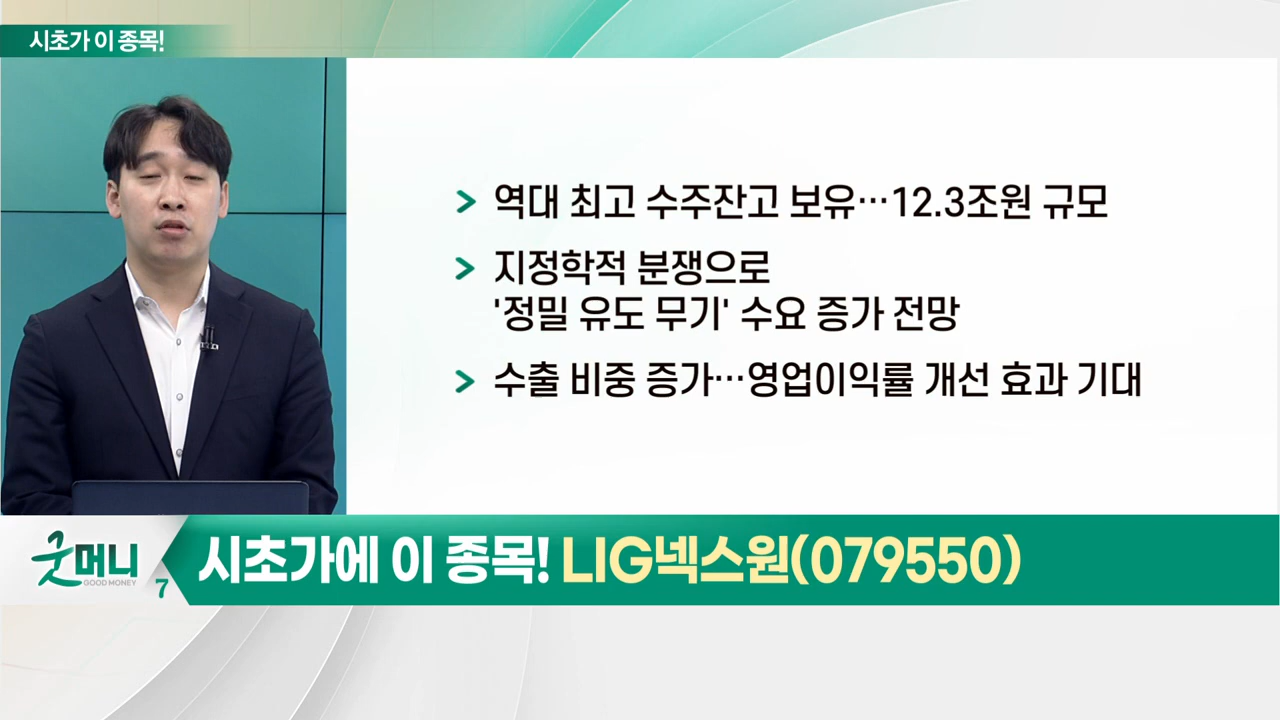 시초가 이 종목!
> 역대 최고 수주잔고 보유…12.3조원 규모
> 지정학적 분쟁으로
'정밀 유도 무기' 수요 증가 전망
> 수출 비중 증가…영업이익률 개선 효과 기대
굿머니
GOOD MONEY
7
시초가에 이 종목! LIG넥스원(079550)